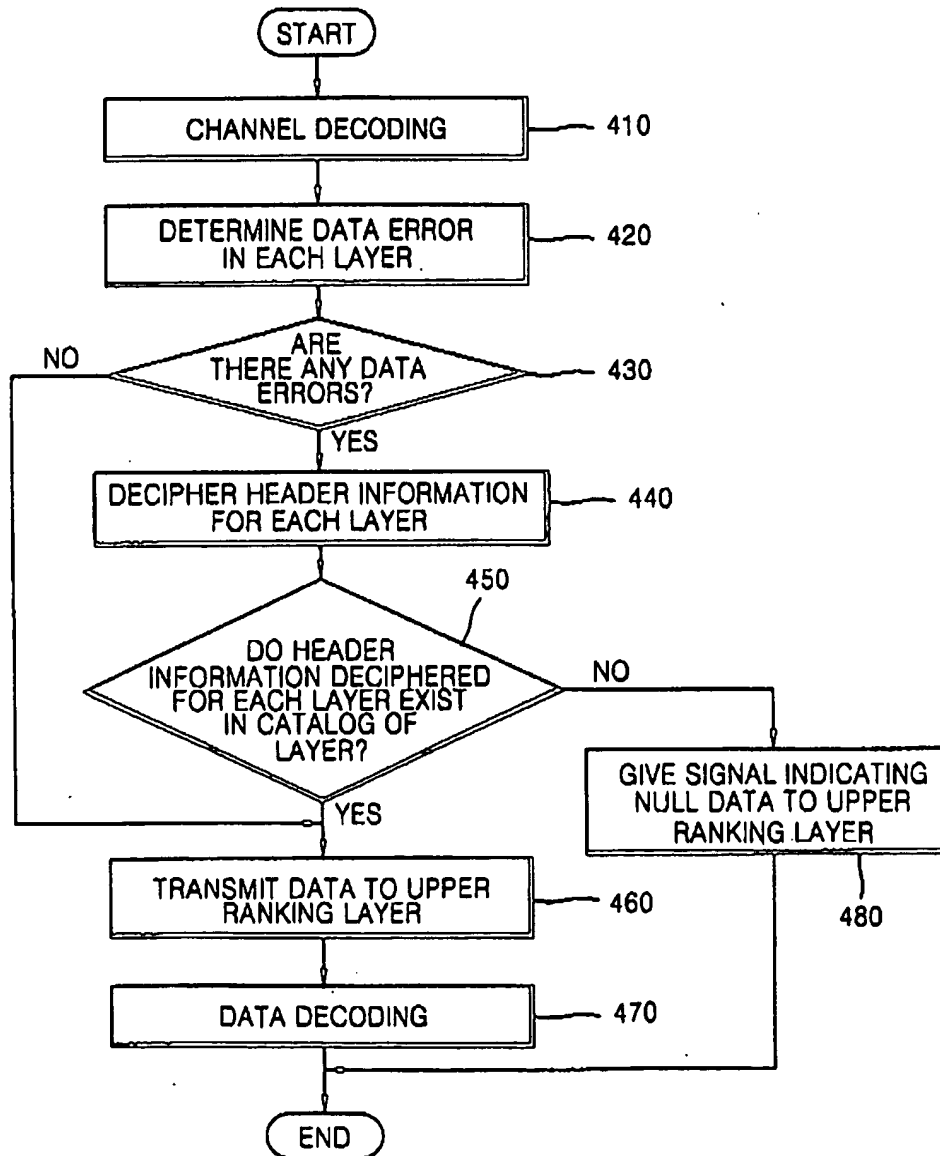 START
CHANNEL DECODING
410
DETERMINE DATA ERROR
IN EACH LAYER
420
ARE
THERE ANY DATA
ERRORS?
430
NO
YES
DECIPHER HEADER INFORMATION
FOR EACH LAYER
440
450
DO HEADER
INFORMATION DECIPHERED
FOR EACH LAYER EXIST
IN CATALOG OF
LAYER?
NO
YES
GIVE SIGNAL INDICATING
NULL DATA TO UPPER
RANKING LAYER
480
TRANSMIT DATA TO UPPER
RANKING LAYER
460
DATA DECODING
470
END